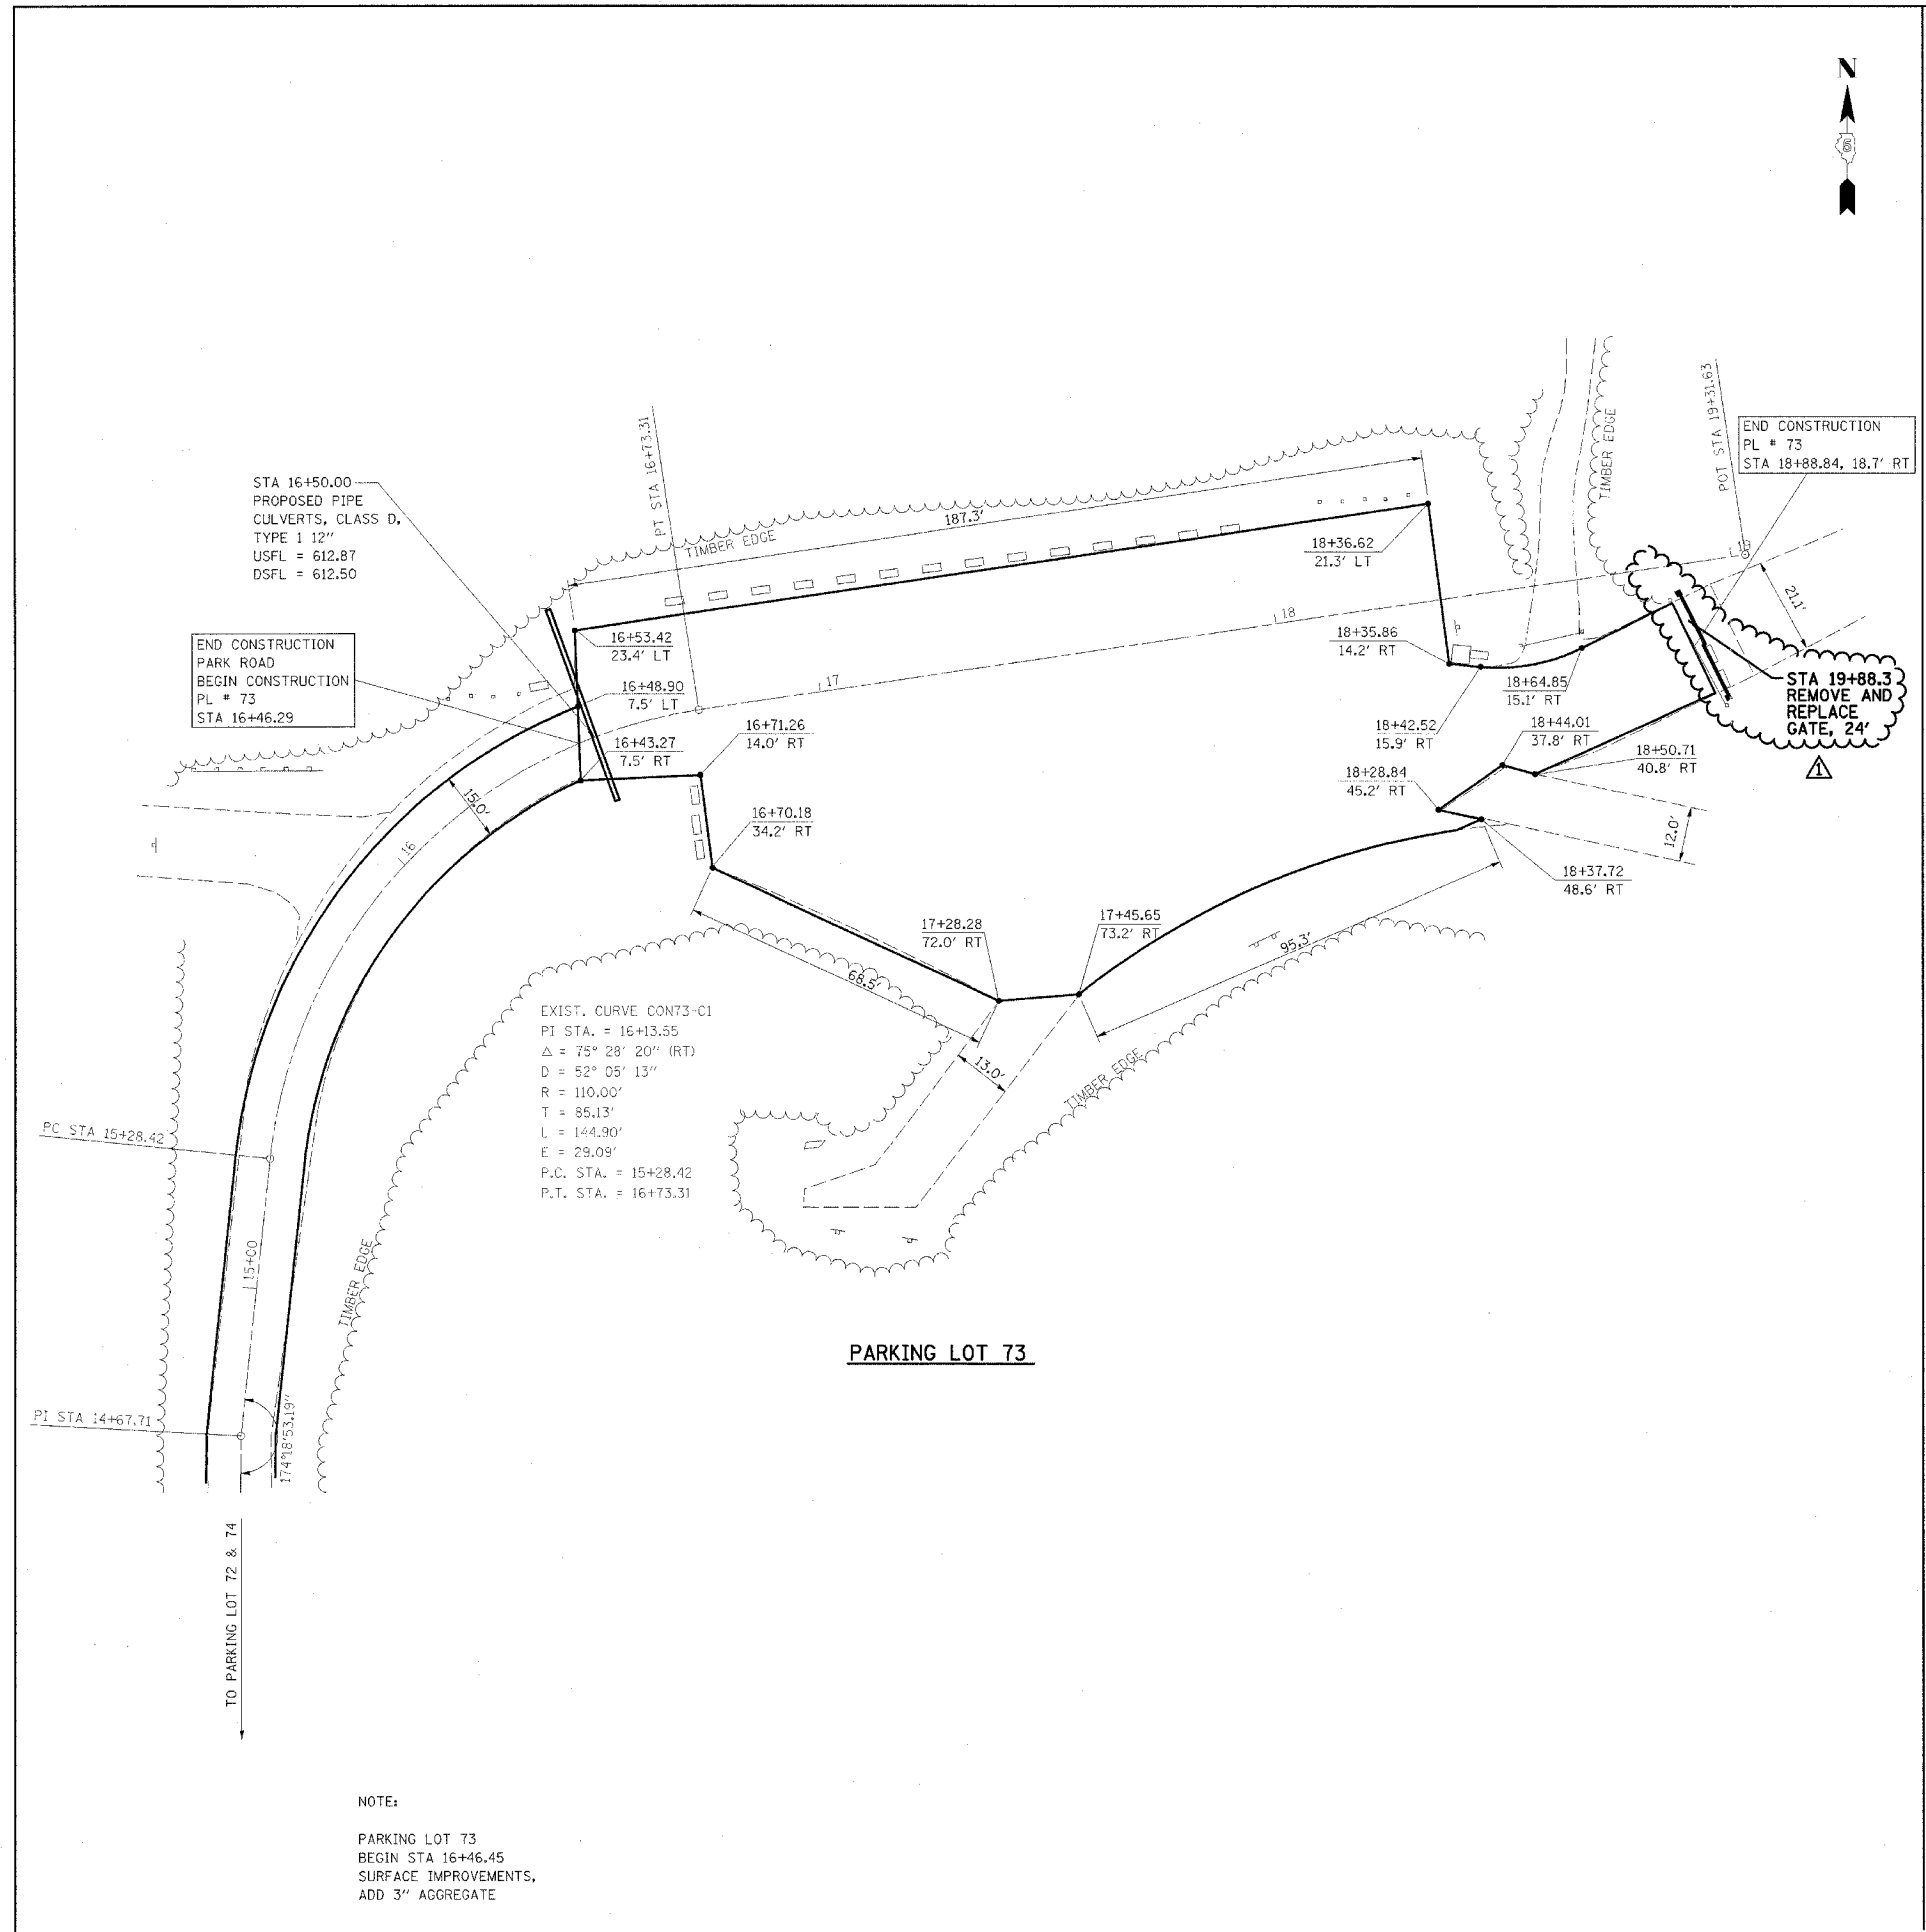 N
6
STA 16+50.00
PROPOSED PIPE
CULVERTS, CLASS D,
TYPE 1 12"
USFL = 612.87
DSFL = 612.50
END CONSTRUCTION
PARK ROAD
BEGIN CONSTRUCTION
PL # 73
STA 16+46.29
PT STA 16+73.31
TIMBER EDGE
187.3'
16+53.42
23.4' LT
16+48.90
7.5' LT
16+43.27
7.5' RT
16+71.26
14.0' RT
16+70.18
34.2' RT
17
18
19
18+36.62
21.3' LT
18+35.86
14.2' RT
18+42.52
15.9' RT
18+64.85
15.1' RT
TIMBER EDGE
POT STA 19+31.63
END CONSTRUCTION
PL # 73
STA 18+88.84, 18.7' RT
21.1'
STA 19+88.3
REMOVE AND
REPLACE
GATE, 24'
1
18+44.01
37.8' RT
18+50.71
40.8' RT
18+28.84
45.2' RT
12.0'
18+37.72
48.6' RT
17+28.28
72.0' RT
17+45.65
73.2' RT
95.3'
68.5'
13.0'
TIMBER EDGE
15.0'
16
EXIST. CURVE CON73-C1
PI STA. = 16+13.55
Δ = 75° 28' 20" (RT)
D = 52° 05' 13"
R = 110.00'
T = 85.13'
L = 144.90'
E = 29.09'
P.C. STA. = 15+28.42
P.T. STA. = 16+73.31
PC STA 15+28.42
15+00
TIMBER EDGE
PI STA 14+67.71
174°18'53.19"
PARKING LOT 73
TO PARKING LOT 72 & 74
NOTE:
PARKING LOT 73
BEGIN STA 16+46.45
SURFACE IMPROVEMENTS,
ADD 3" AGGREGATE